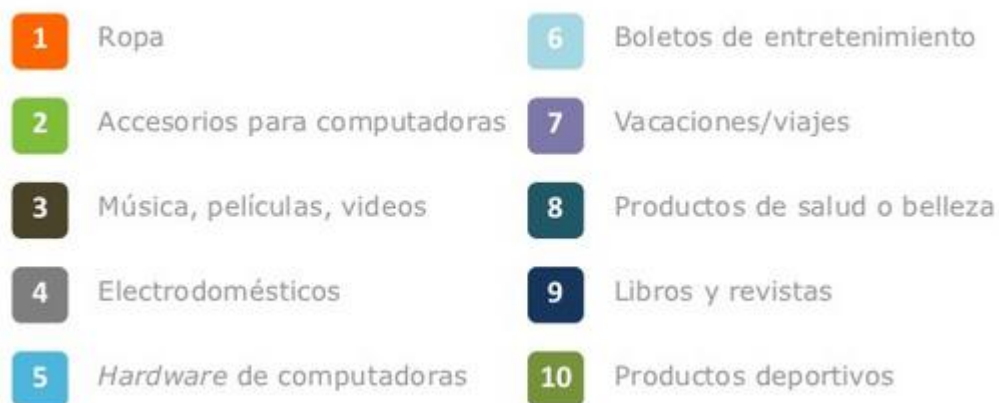 1 Ropa
2 Accesorios para computadoras
3 Música, películas, videos
4 Electrodomésticos
5 Hardware de computadoras
6 Boletos de entretenimiento
7 Vacaciones/viajes
8 Productos de salud o belleza
9 Libros y revistas
10 Productos deportivos